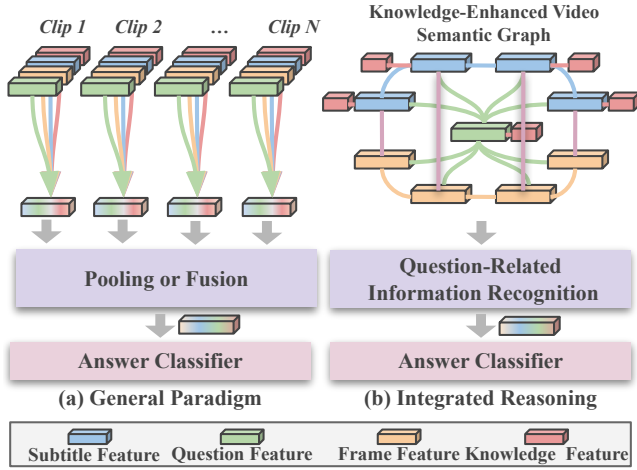 Clip 1 Clip 2 ... Clip N
Knowledge-Enhanced Video
Semantic Graph
Pooling or Fusion
Answer Classifier
(a) General Paradigm
Question-Related
Information Recognition
Answer Classifier
(b) Integrated Reasoning
Subtitle Feature Question Feature Frame Feature Knowledge Feature